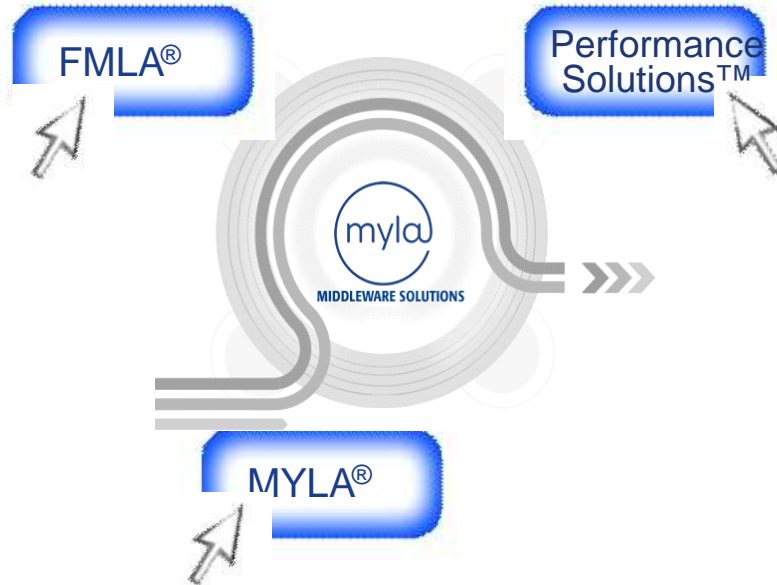 FMLA®
Performance
Solutions™
myla
MIDDLEWARE SOLUTIONS
MYLA®